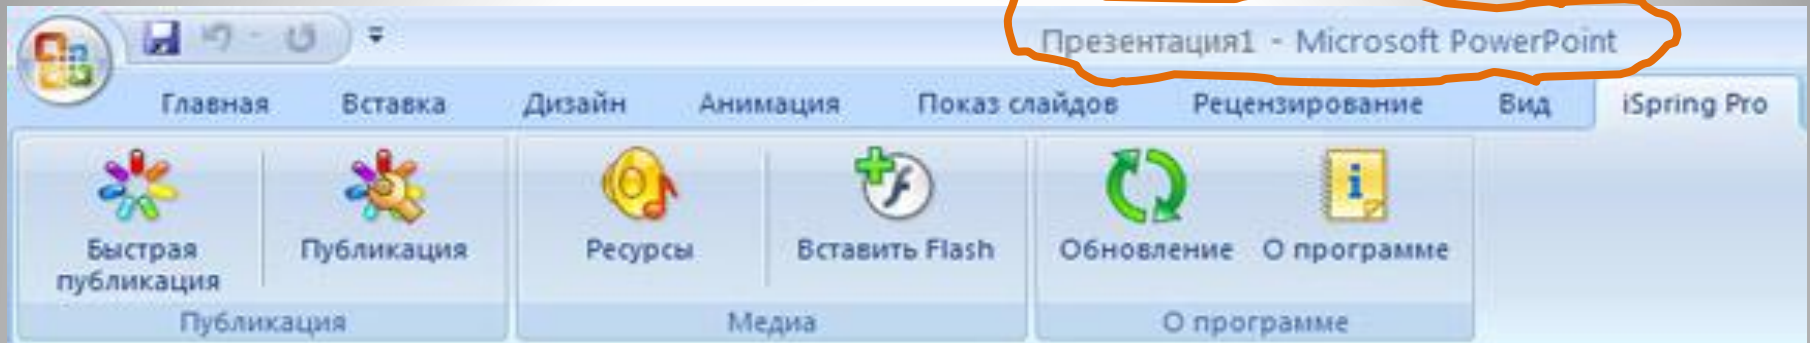 Презентация1 - Microsoft PowerPoint
Главная Вставка Дизайн Анимация Показ слайдов Рецензирование Вид iSpring Pro
Быстрая публикация
Публикация
Ресурсы
Вставить Flash
Обновление
О программе
Публикация Медиа О программе